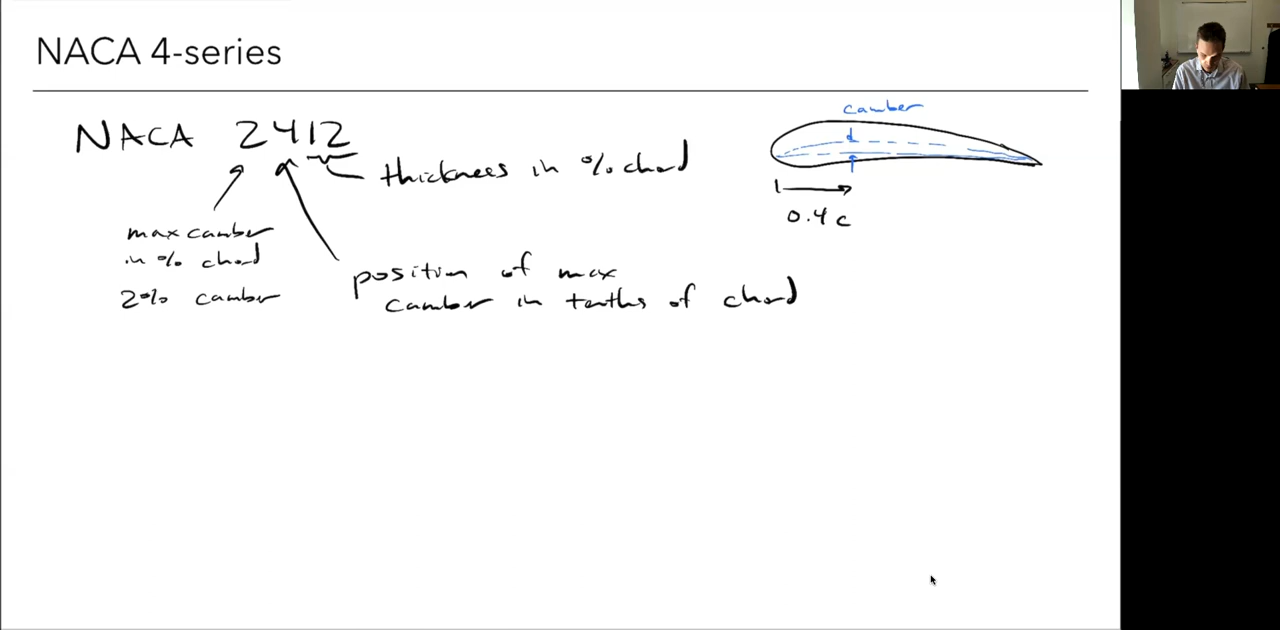 NACA 4-series
NACA 2412
thickness in % chord
max camber
in % chord
2% camber
position of max
camber in tenths of chord
camber
0.4 c